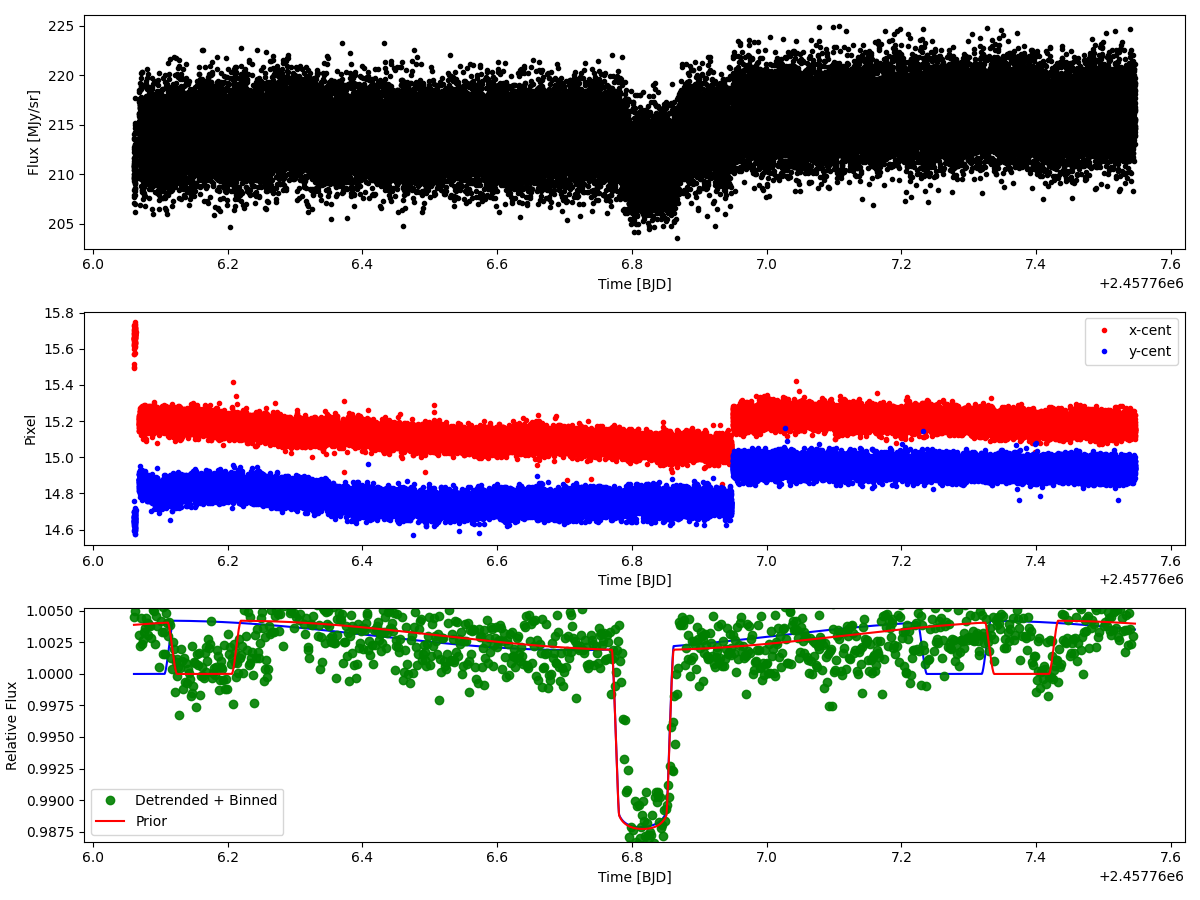 225
220
215
210
205
Flux [MJy/sr]
6.0 6.2 6.4 6.6 6.8 7.0 7.2 7.4 7.6
Time [BJD]
+2.45776e6
15.8
15.6
15.4
15.2
15.0
14.8
14.6
Pixel
x-cent
y-cent
6.0 6.2 6.4 6.6 6.8 7.0 7.2 7.4 7.6
Time [BJD]
+2.45776e6
1.0050
1.0025
1.0000
0.9975
0.9950
0.9925
0.9900
0.9875
Relative Flux
Detrended + Binned
Prior
6.0 6.2 6.4 6.6 6.8 7.0 7.2 7.4 7.6
Time [BJD]
+2.45776e6